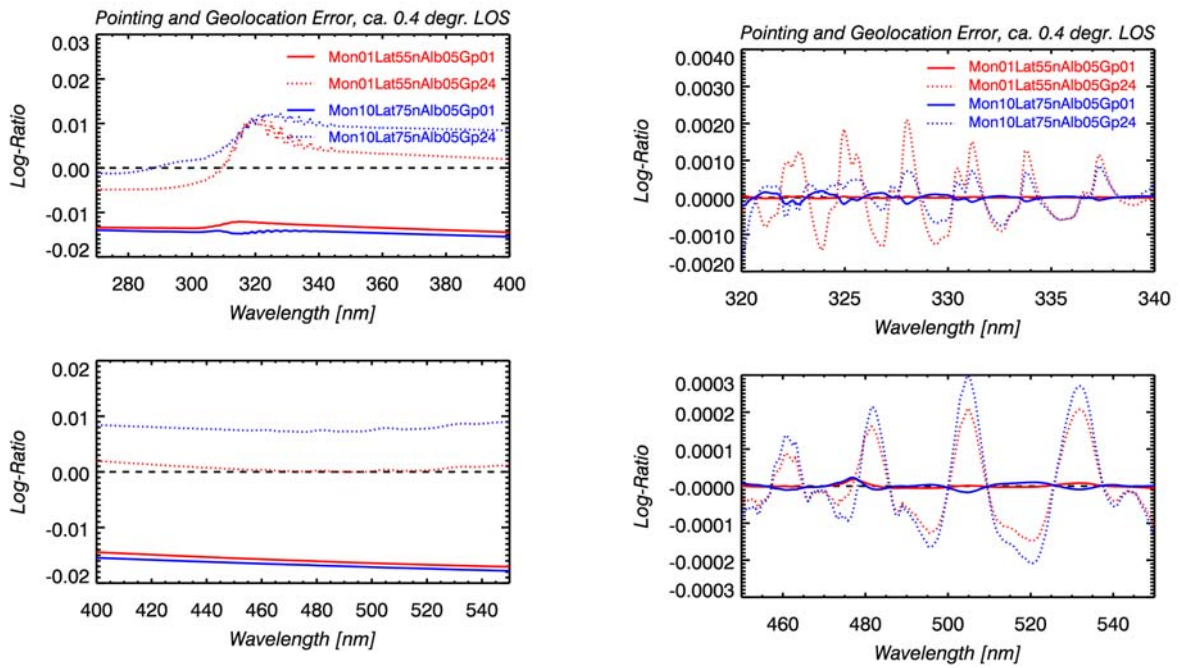 Pointing and Geolocation Error, ca. 0.4 degr. LOS
0.03
0.02
0.01
0.00
-0.01
-0.02
Log-Ratio
Mon01Lat55nAlb05Gp01
Mon01Lat55nAlb05Gp24
Mon10Lat75nAlb05Gp01
Mon10Lat75nAlb05Gp24
280 300 320 340 360 380 400
Wavelength [nm]
Pointing and Geolocation Error, ca. 0.4 degr. LOS
0.0040
0.0030
0.0020
0.0010
0.0000
-0.0010
-0.0020
Log-Ratio
Mon01Lat55nAlb05Gp01
Mon01Lat55nAlb05Gp24
Mon10Lat75nAlb05Gp01
Mon10Lat75nAlb05Gp24
320 325 330 335 340
Wavelength [nm]
0.02
0.01
0.00
-0.01
-0.02
Log-Ratio
400 420 440 460 480 500 520 540
Wavelength [nm]
0.0003
0.0002
0.0001
-0.0000
-0.0001
-0.0002
-0.0003
Log-Ratio
460 480 500 520 540
Wavelength [nm]